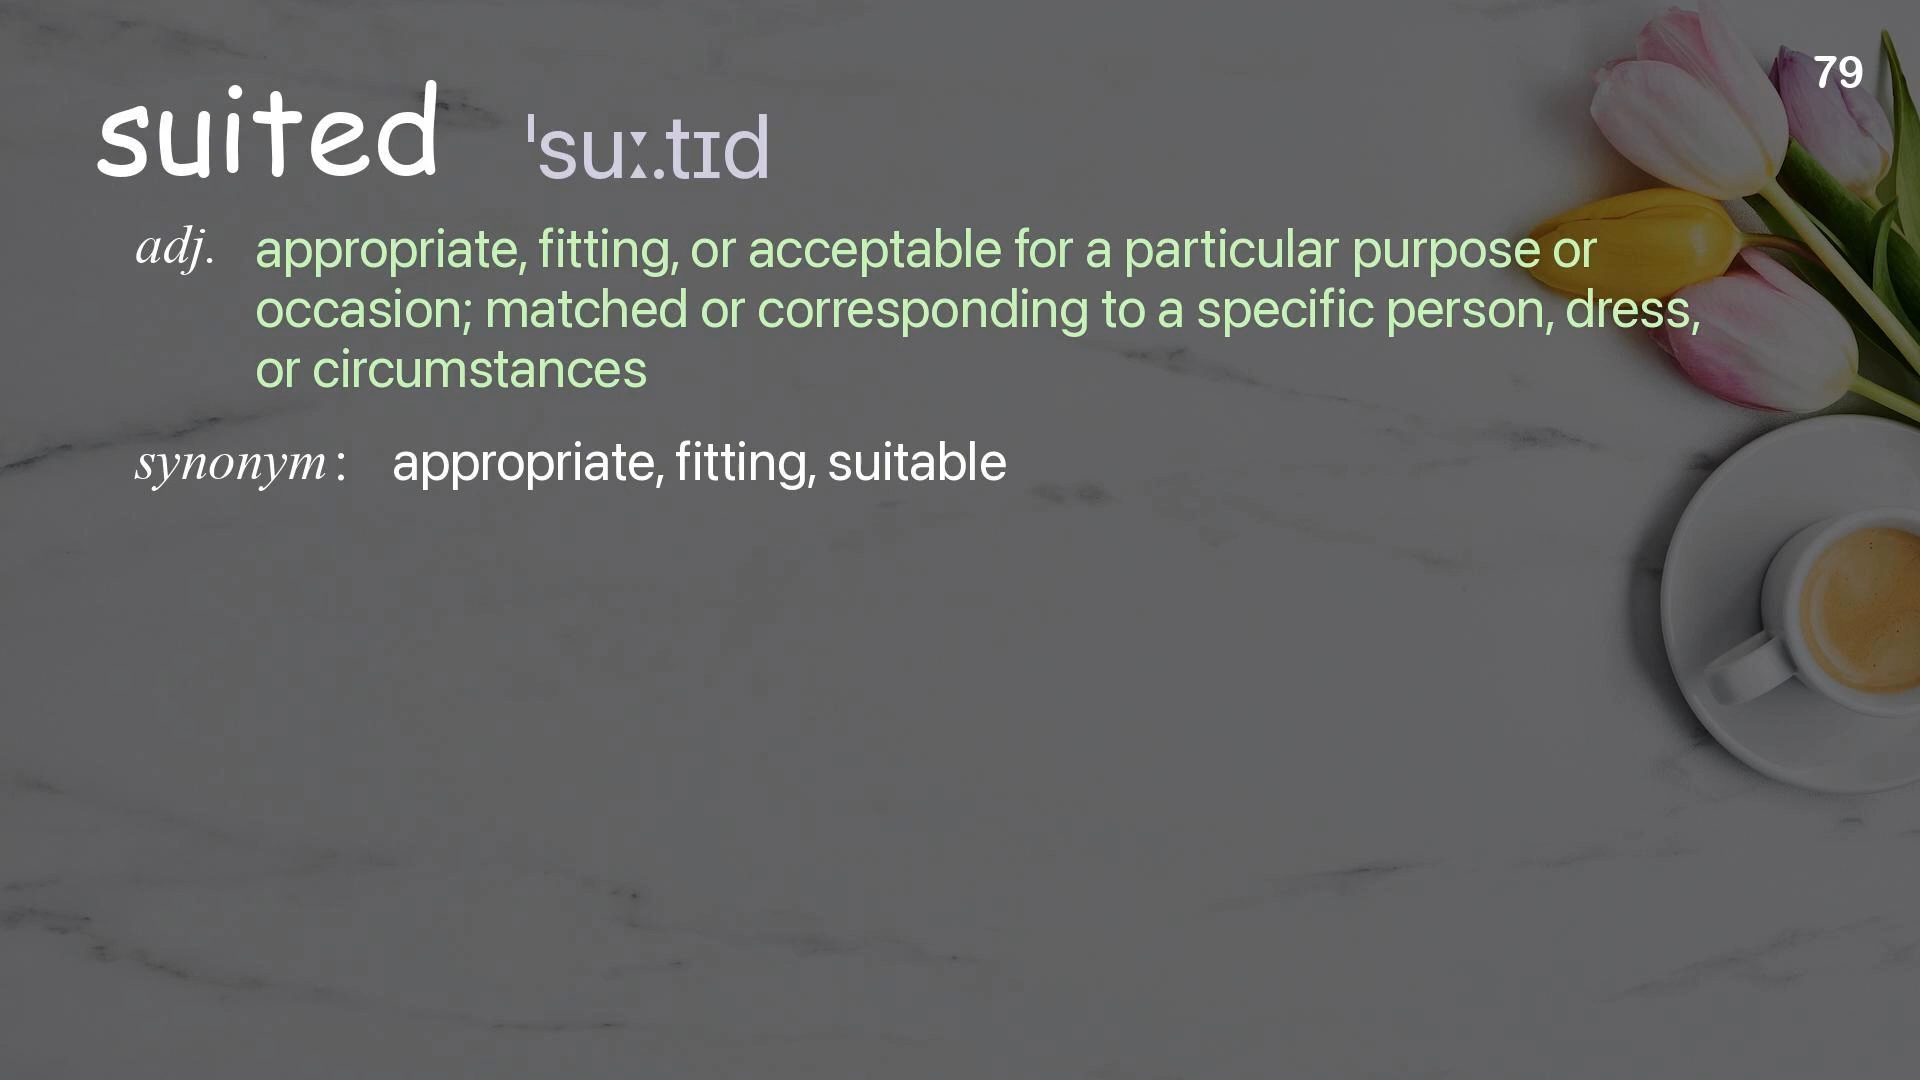 79
suited ˈsuː.tɪd
adj. appropriate, fitting, or acceptable for a particular purpose or
occasion; matched or corresponding to a specific person, dress,
or circumstances
synonym: appropriate, fitting, suitable